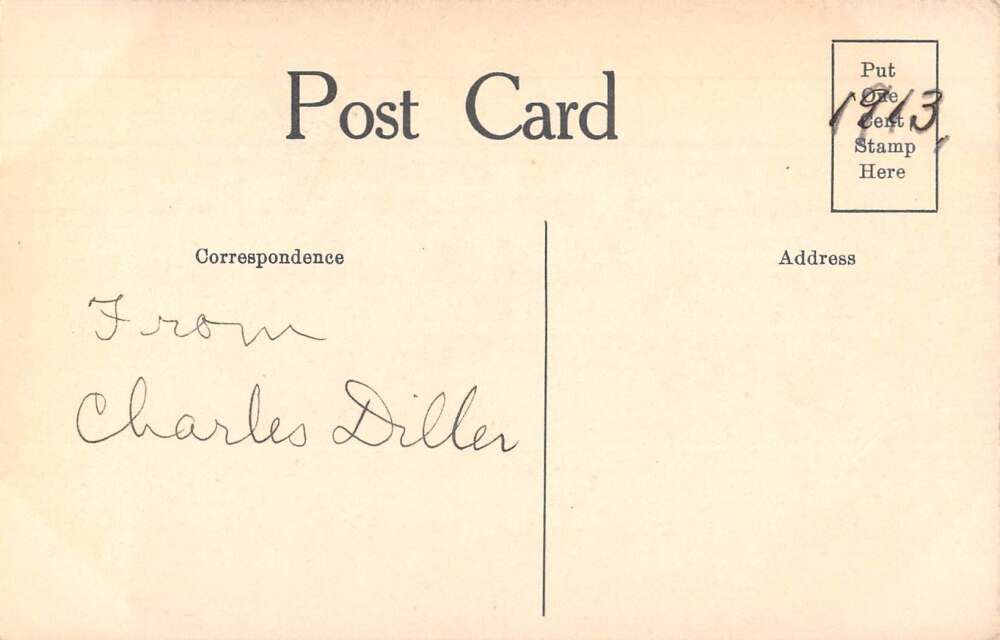 Post Card
Put
One
Cent
Stamp
Here
1913
Correspondence
Address
From
Charles Diller